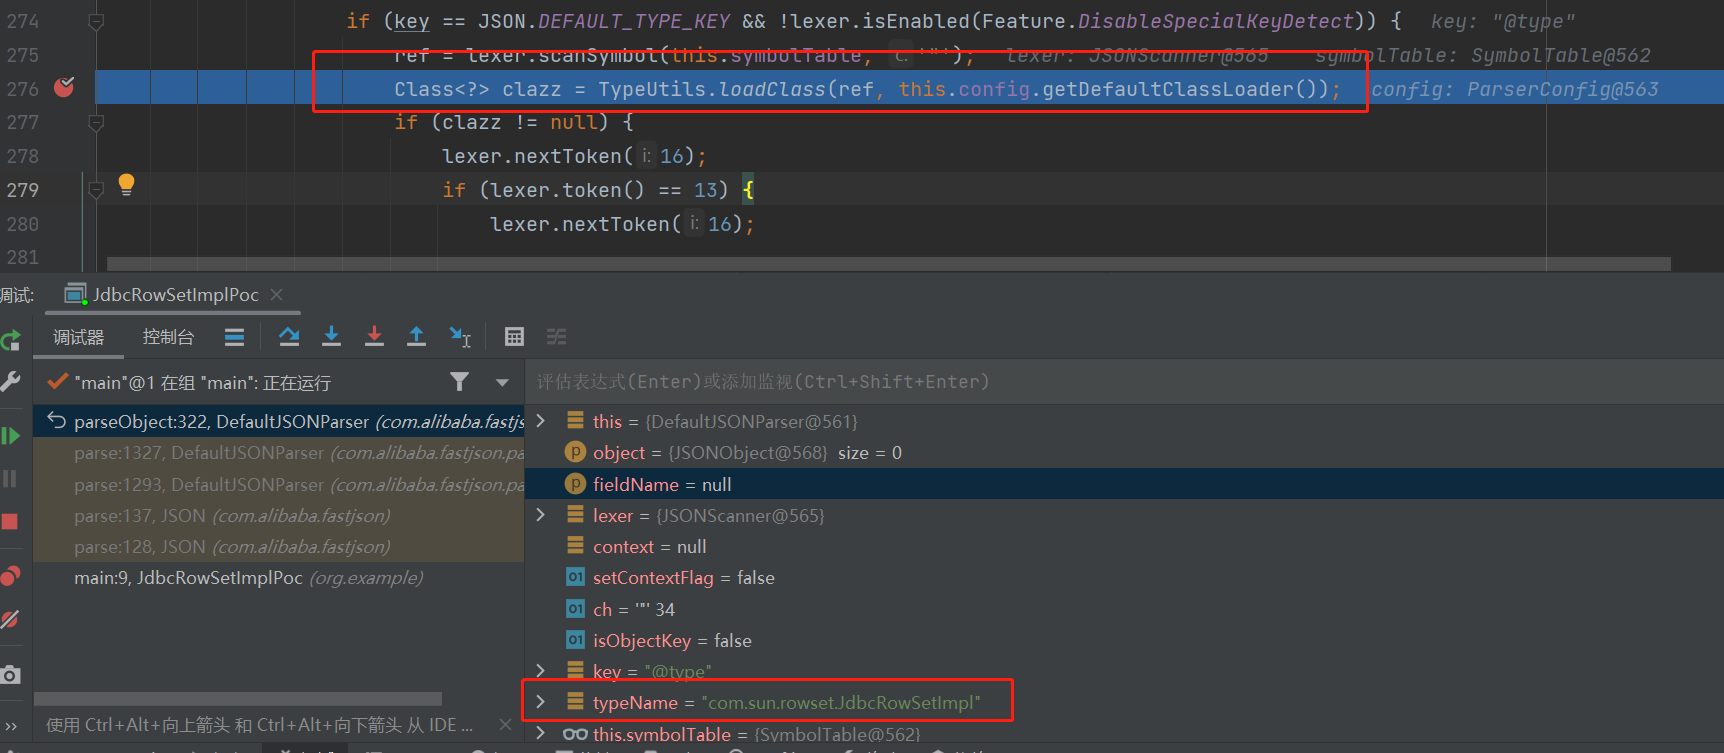 274 if (key == JSON.DEFAULT_TYPE_KEY && !lexer.isEnabled(Feature.DisableSpecialKeyDetect)) { key: "@type"
275 ref = lexer.scanSymbol(this.symbolTable, c: '"'); lexer: JSONScanner@565 symbolTable: SymbolTable@562
276 Class<?> clazz = TypeUtils.loadClass(ref, this.config.getDefaultClassLoader()); config: ParserConfig@563
277 if (clazz != null) {
278 lexer.nextToken( i: 16);
279 if (lexer.token() == 13) {
280 lexer.nextToken( i: 16);
281
调试: JdbcRowSetImplPoc
调试器 控制台
"main"@1 在组 "main": 正在运行
评估表达式(Enter)或添加监视(Ctrl+Shift+Enter)
parseObject:322, DefaultJSONParser (com.alibaba.fastjs
parse:1327, DefaultJSONParser (com.alibaba.fastjson.pa
parse:1293, DefaultJSONParser (com.alibaba.fastjson.pa
parse:137, JSON (com.alibaba.fastjson)
parse:128, JSON (com.alibaba.fastjson)
main:9, JdbcRowSetImplPoc (org.example)
this = {DefaultJSONParser@561}
object = {JSONObject@568} size = 0
fieldName = null
lexer = {JSONScanner@565}
context = null
setContextFlag = false
ch = '"' 34
isObjectKey = false
key = "@type"
typeName = "com.sun.rowset.JdbcRowSetImpl"
this.symbolTable = {SymbolTable@562}
使用 Ctrl+Alt+向上箭头 和 Ctrl+Alt+向下箭头 从 IDE ...